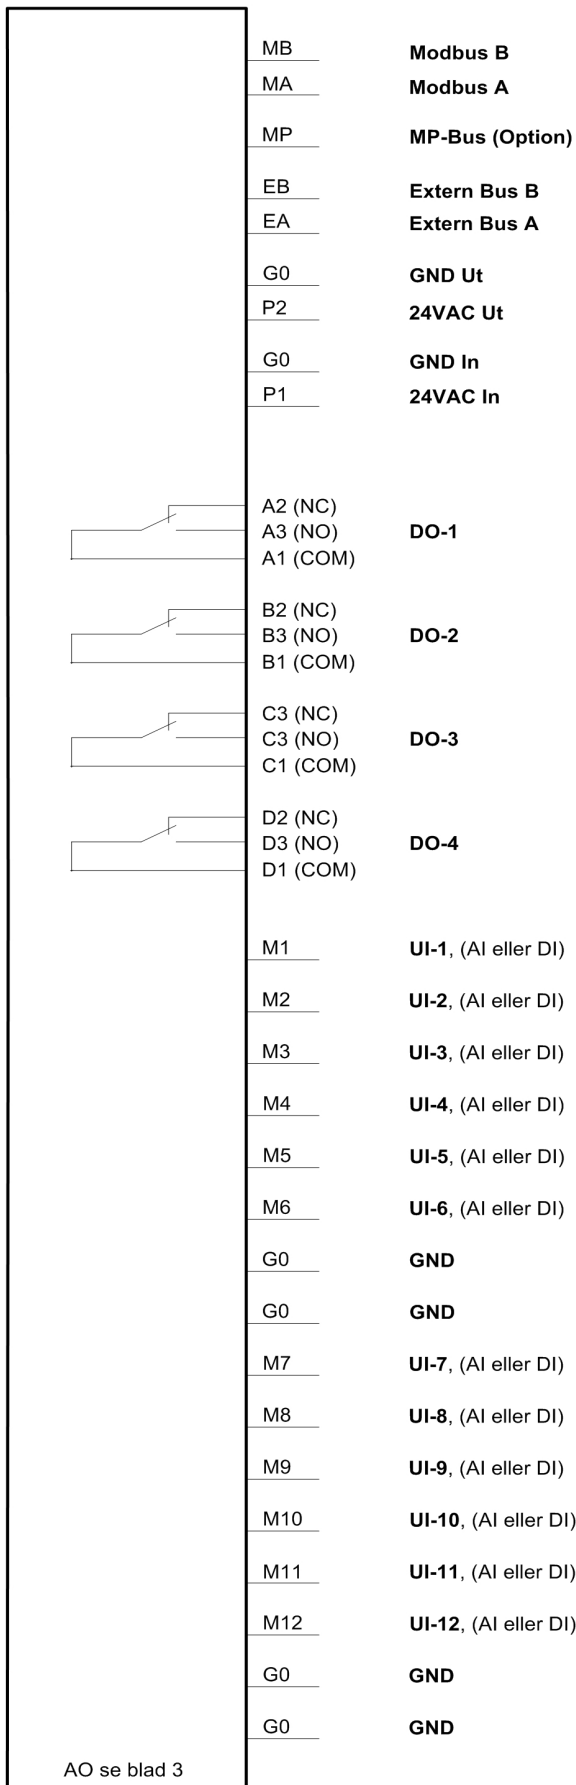 MB Modbus B
MA Modbus A
MP MP-Bus (Option)
EB Extern Bus B
EA Extern Bus A
G0 GND Ut
P2 24VAC Ut
G0 GND In
P1 24VAC In
A2 (NC)
A3 (NO) DO-1
A1 (COM)
B2 (NC)
B3 (NO) DO-2
B1 (COM)
C3 (NC)
C3 (NO) DO-3
C1 (COM)
D2 (NC)
D3 (NO) DO-4
D1 (COM)
M1 UI-1, (AI eller DI)
M2 UI-2, (AI eller DI)
M3 UI-3, (AI eller DI)
M4 UI-4, (AI eller DI)
M5 UI-5, (AI eller DI)
M6 UI-6, (AI eller DI)
G0 GND
G0 GND
M7 UI-7, (AI eller DI)
M8 UI-8, (AI eller DI)
M9 UI-9, (AI eller DI)
M10 UI-10, (AI eller DI)
M11 UI-11, (AI eller DI)
M12 UI-12, (AI eller DI)
G0 GND
G0 GND
AO se blad 3